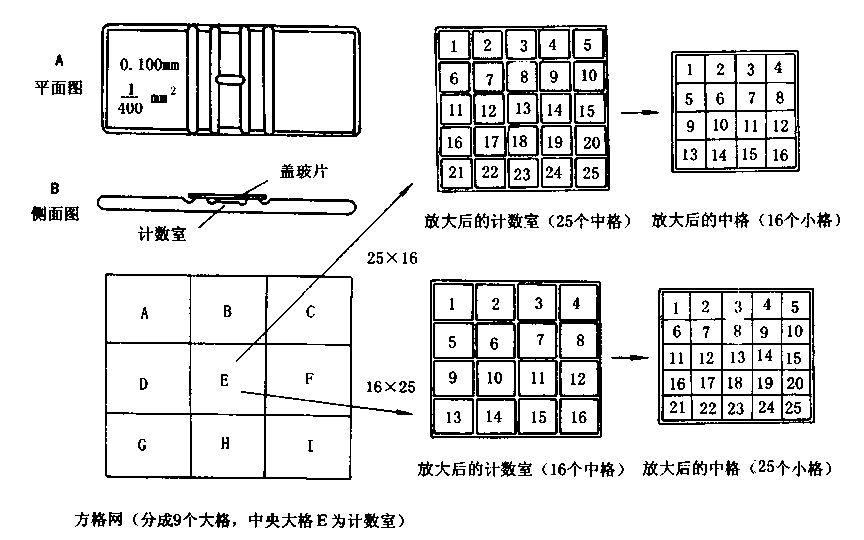 A
平面图
0.100mm
1
400 mm²
B
侧面图
盖玻片
计数室
1 2 3 4 5
6 7 8 9 10
11 12 13 14 15
16 17 18 19 20
21 22 23 24 25
放大后的计数室（25个中格）
1 2 3 4
5 6 7 8
9 10 11 12
13 14 15 16
放大后的中格（16个小格）
25×16
16×25
A B C
D E F
G H I
方格网（分成9个大格，中央大格E为计数室）
1 2 3 4
5 6 7 8
9 10 11 12
13 14 15 16
放大后的计数室（16个中格）
1 2 3 4 5
6 7 8 9 10
11 12 13 14 15
16 17 18 19 20
21 22 23 24 25
放大后的中格（25个小格）